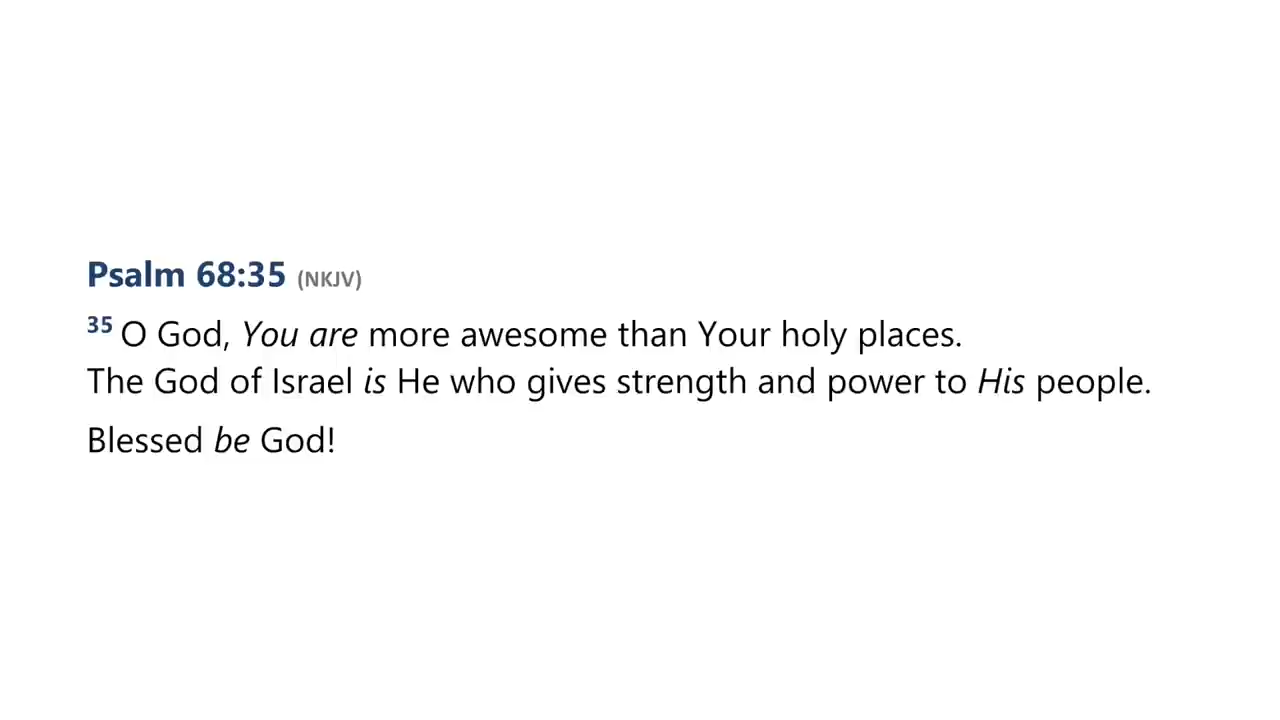 Psalm 68:35 (NKJV)
35 O God, You are more awesome than Your holy places.
The God of Israel is He who gives strength and power to His people.
Blessed be God!